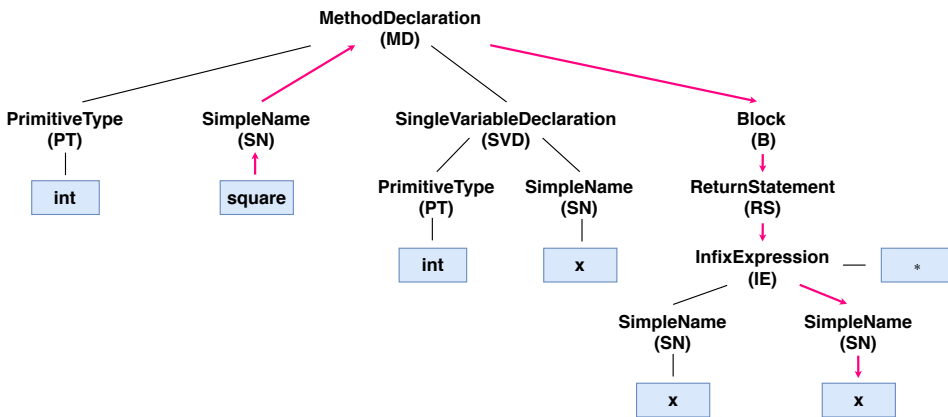 MethodDeclaration
(MD)
PrimitiveType
(PT)
SimpleName
(SN)
SingleVariableDeclaration
(SVD)
Block
(B)
int
square
PrimitiveType
(PT)
SimpleName
(SN)
ReturnStatement
(RS)
int
x
InfixExpression
(IE)
*
SimpleName
(SN)
SimpleName
(SN)
x
x